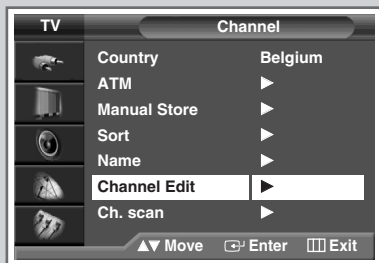 TV Channel
Country Belgium
ATM ▶
Manual Store ▶
Sort ▶
Name ▶
Channel Edit ▶
Ch. scan ▶
▲▼ Move Enter Exit